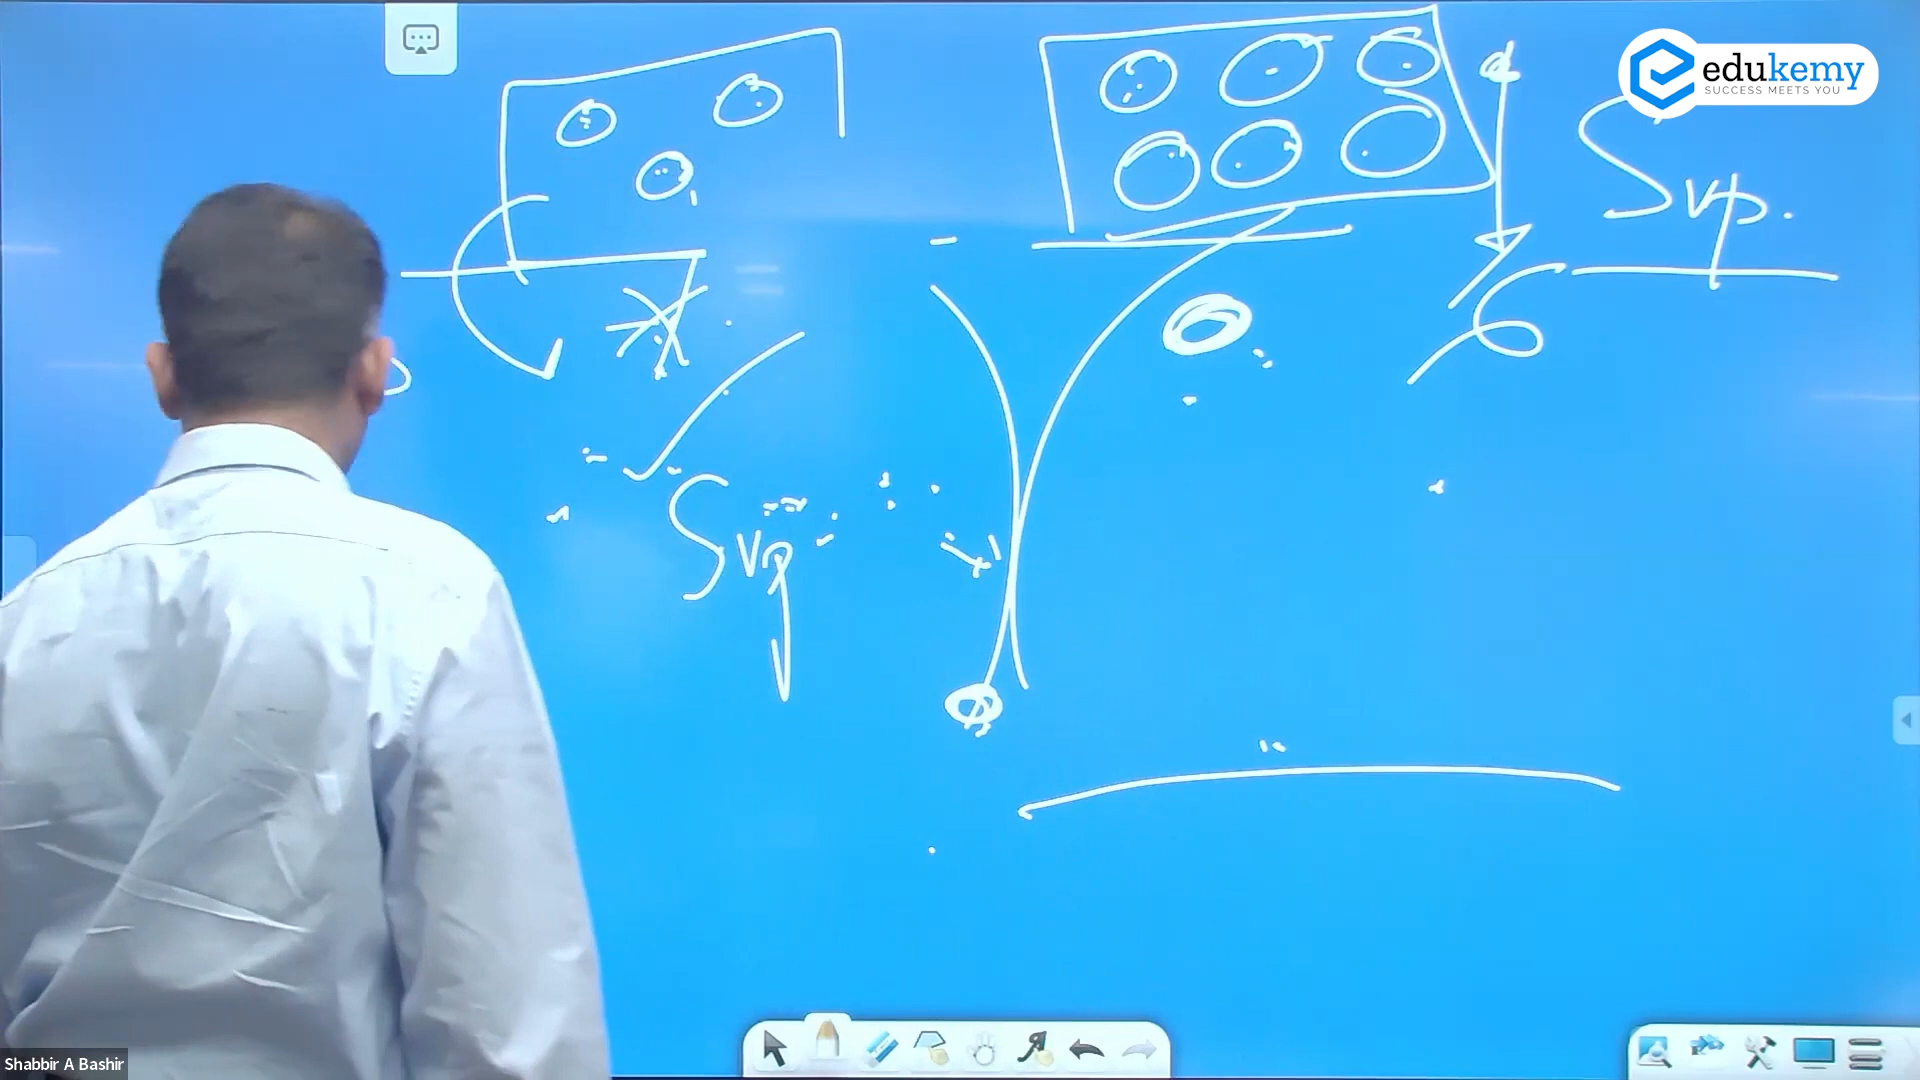 edukemy
SUCCESS MEETS YOU
Svp.
Svp
Shabbir A Bashir